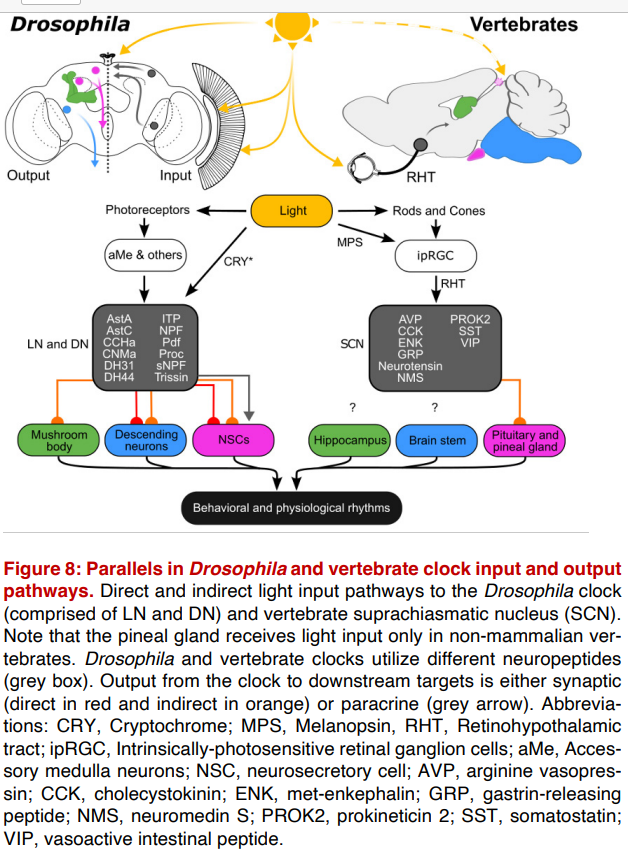 Drosophila
Vertebrates
Output
Input
RHT
Photoreceptors
Light
Rods and Cones
MPS
aMe & others
CRY*
ipRGC
RHT
LN and DN
AstA ITP
AstC NPF
CCHa Pdf
CNMa Proc
DH31 sNPF
DH44 Trissin
SCN
AVP PROK2
CCK SST
ENK VIP
GRP
Neurotensin
NMS
? ?
Mushroom
body
Descending
neurons
NSCs
Hippocampus
Brain stem
Pituitary and
pineal gland
Behavioral and physiological rhythms
Figure 8: Parallels in Drosophila and vertebrate clock input and output
pathways. Direct and indirect light input pathways to the Drosophila clock
(comprised of LN and DN) and vertebrate suprachiasmatic nucleus (SCN).
Note that the pineal gland receives light input only in non-mammalian ver-
tebrates. Drosophila and vertebrate clocks utilize different neuropeptides
(grey box). Output from the clock to downstream targets is either synaptic
(direct in red and indirect in orange) or paracrine (grey arrow). Abbrevia-
tions: CRY, Cryptochrome; MPS, Melanopsin, RHT, Retinohypothalamic
tract; ipRGC, Intrinsically-photosensitive retinal ganglion cells; aMe, Acces-
sory medulla neurons; NSC, neurosecretory cell; AVP, arginine vasopres-
sin; CCK, cholecystokinin; ENK, met-enkephalin; GRP, gastrin-releasing
peptide; NMS, neuromedin S; PROK2, prokineticin 2; SST, somatostatin;
VIP, vasoactive intestinal peptide.